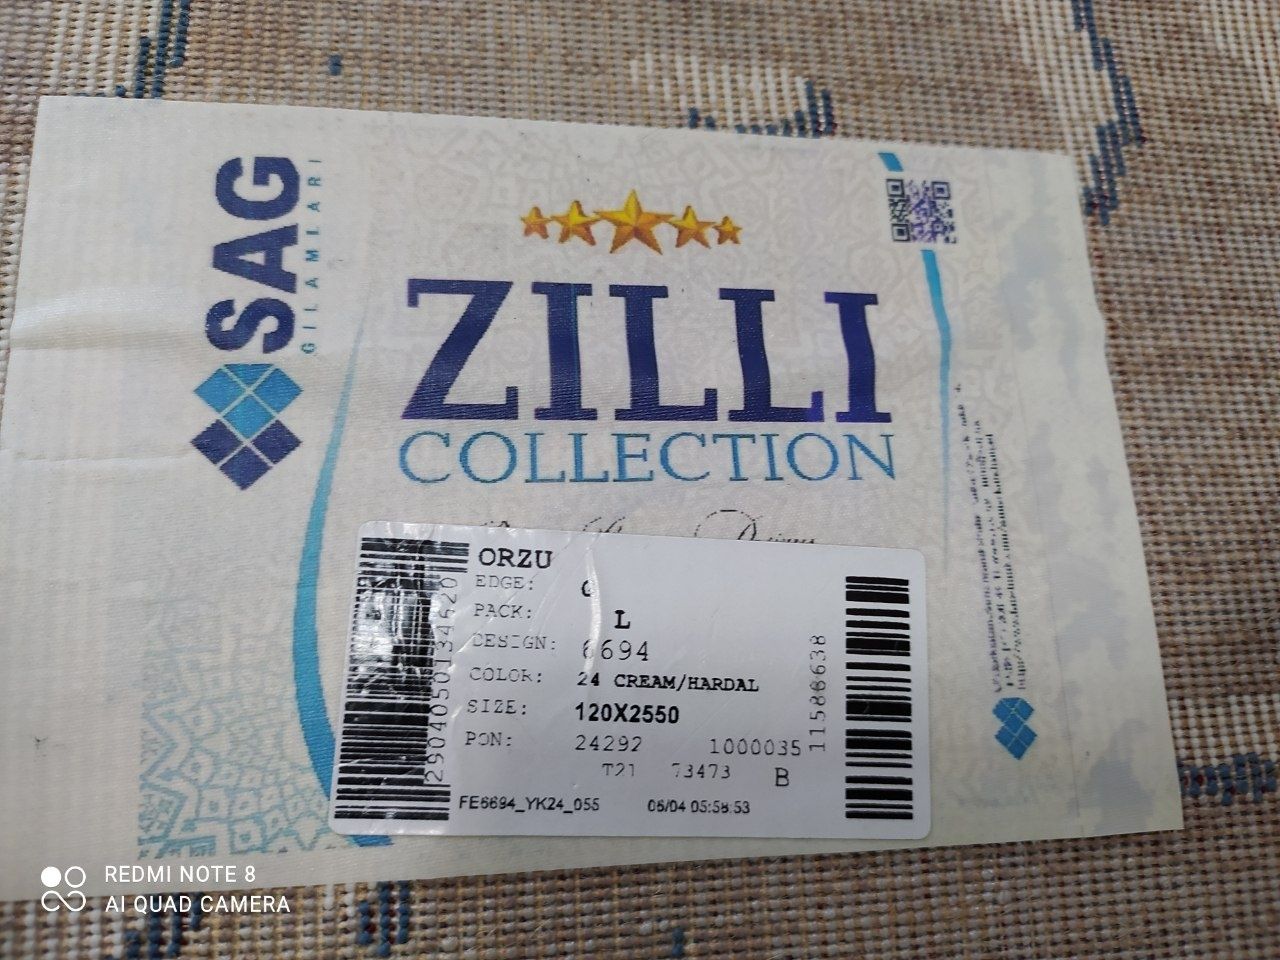 SAG
GILAMLARI
ZILLI
COLLECTION
ORZU
EDGE:
PACK: L
DESIGN: 6694
COLOR: 24 CREAM/HARDAL
SIZE: 120X2550
PON: 24292 1000035
T21 73473 B
FE6694_YK24_055 06/04 05:58:53
2904050134620
11588638
REDMI NOTE 8
AI QUAD CAMERA